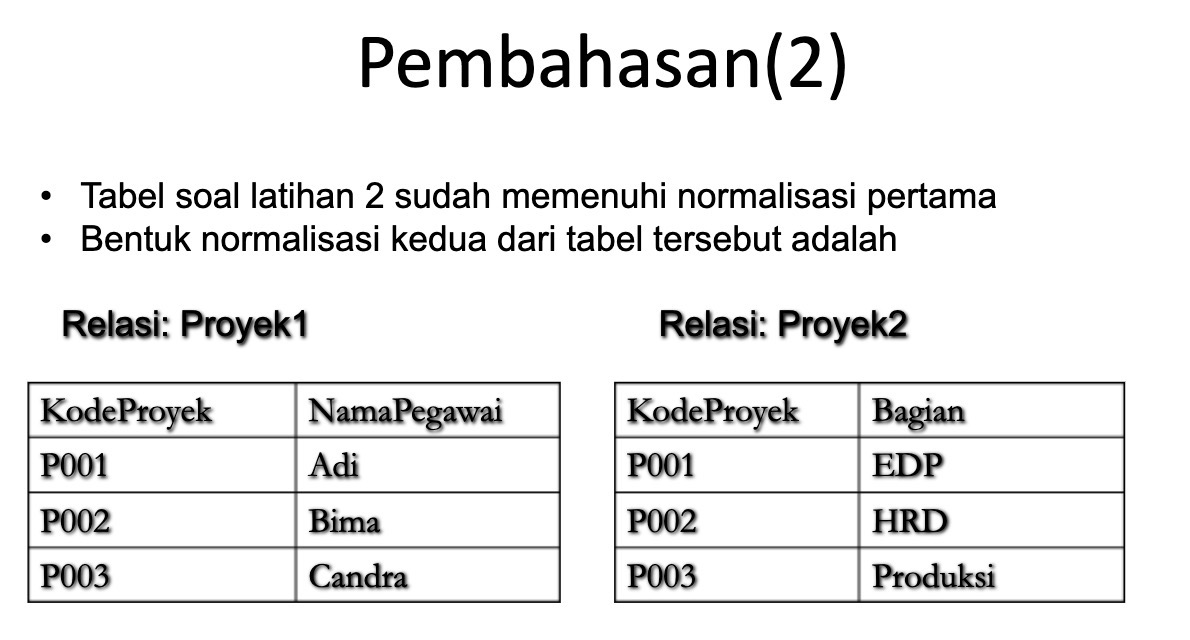 Pembahasan(2)
• Tabel soal latihan 2 sudah memenuhi normalisasi pertama
• Bentuk normalisasi kedua dari tabel tersebut adalah
Relasi: Proyek1
KodeProyek NamaPegawai
P001 Adi
P002 Bima
P003 Candra
Relasi: Proyek2
KodeProyek Bagian
P001 EDP
P002 HRD
P003 Produksi